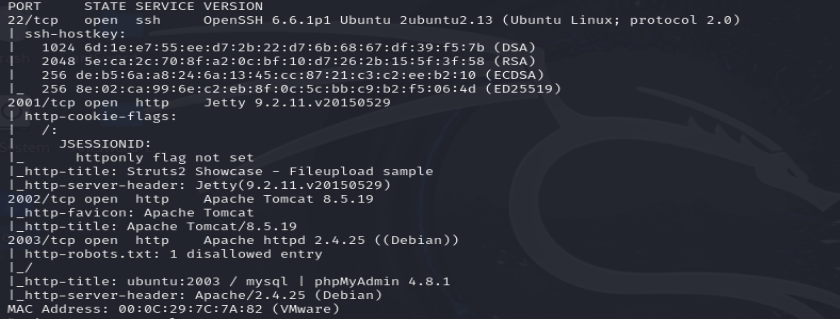 PORT     STATE SERVICE VERSION
22/tcp   open  ssh     OpenSSH 6.6.1p1 Ubuntu 2ubuntu2.13 (Ubuntu Linux; protocol 2.0)
| ssh-hostkey:
|   1024 6d:1e:e7:55:ee:d7:2b:22:d7:6b:68:67:df:39:f5:7b (DSA)
|   2048 5e:ca:2c:70:8f:a2:0c:bf:10:d7:26:2b:15:5f:3f:58 (RSA)
|   256 de:b5:6a:a8:24:6a:13:45:cc:87:21:c3:c2:ee:b2:10 (ECDSA)
|_  256 8e:02:ca:99:6e:c2:eb:8f:0c:5c:bb:c9:b2:f5:06:4d (ED25519)
2001/tcp open  http    Jetty 9.2.11.v20150529
| http-cookie-flags:
|   /:
|     JSESSIONID:
|_      httponly flag not set
|_http-title: Struts2 Showcase - Fileupload sample
|_http-server-header: Jetty(9.2.11.v20150529)
2002/tcp open  http    Apache Tomcat 8.5.19
|_http-favicon: Apache Tomcat
|_http-title: Apache Tomcat/8.5.19
2003/tcp open  http    Apache httpd 2.4.25 ((Debian))
| http-robots.txt: 1 disallowed entry
|_/
|_http-title: ubuntu:2003 / mysql | phpMyAdmin 4.8.1
|_http-server-header: Apache/2.4.25 (Debian)
MAC Address: 00:0C:29:7C:7A:82 (VMware)